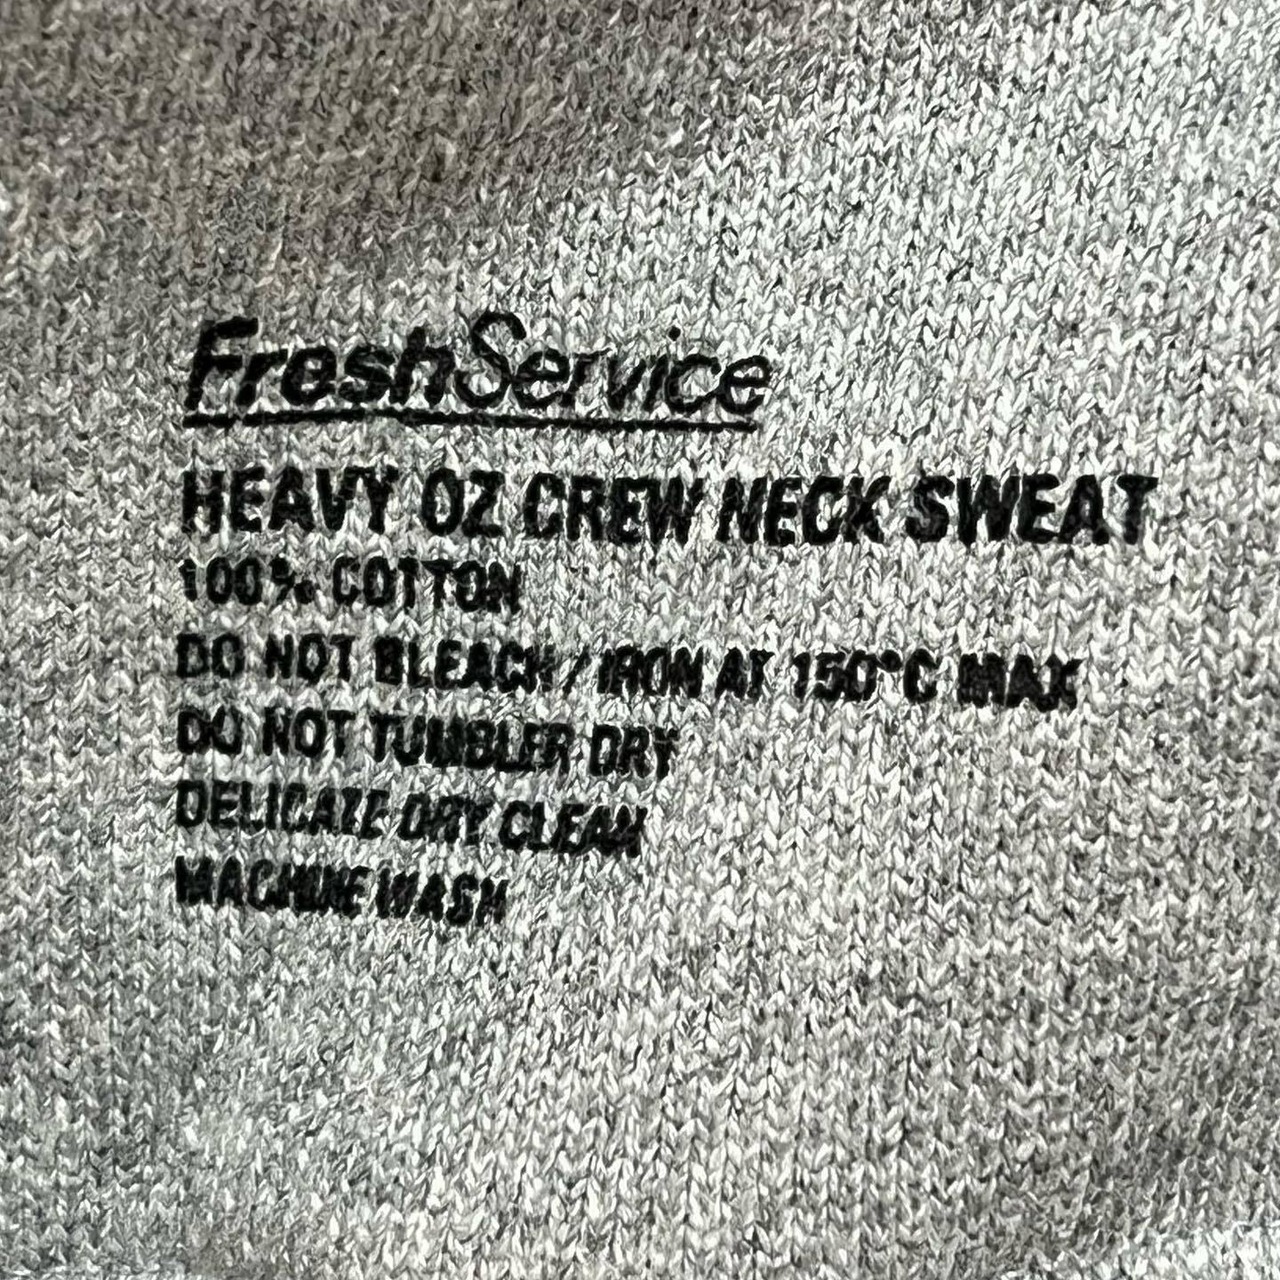 FreshService
HEAVY OZ CREW NECK SWEAT
100% COTTON
DO NOT BLEACH / IRON AT 150°C MAX
DO NOT TUMBLER DRY
DELICATE DRY CLEAN
MACHINE WASH